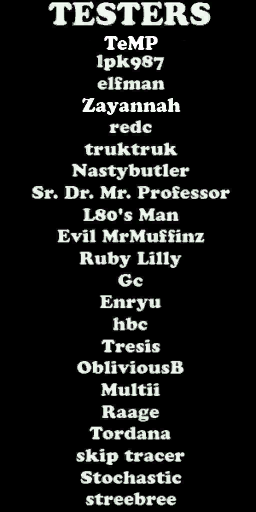 TESTERS
TeMP
lpk987
elfman
Zayannah
redc
truktruk
Nastybutler
Sr. Dr. Mr. Professor
L80's Man
Evil MrMuffinz
Ruby Lilly
Gc
Enryu
hbc
Tresis
ObliviousB
Multii
Raage
Tordana
skip tracer
Stochastic
streebree